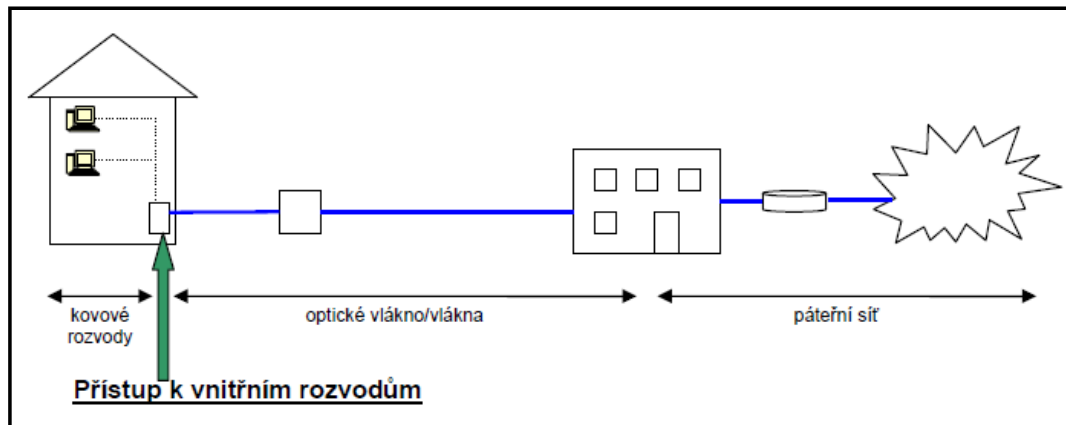 kovové
rozvody
optické vlákno/vlákna
páteřní síť
Přístup k vnitřním rozvodům